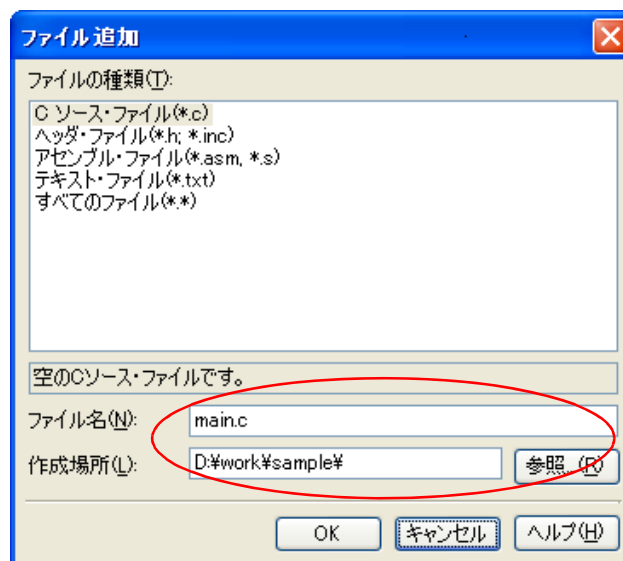 ファイル追加
ファイルの種類(T):
C ソース・ファイル(*.c)
ヘッダ・ファイル(*.h; *.inc)
アセンブル・ファイル(*.asm, *.s)
テキスト・ファイル(*.txt)
すべてのファイル(*.*)
空のCソース・ファイルです。
ファイル名(N):
main.c
作成場所(L):
D:¥work¥sample¥
参照...(R)
OK
キャンセル
ヘルプ(H)